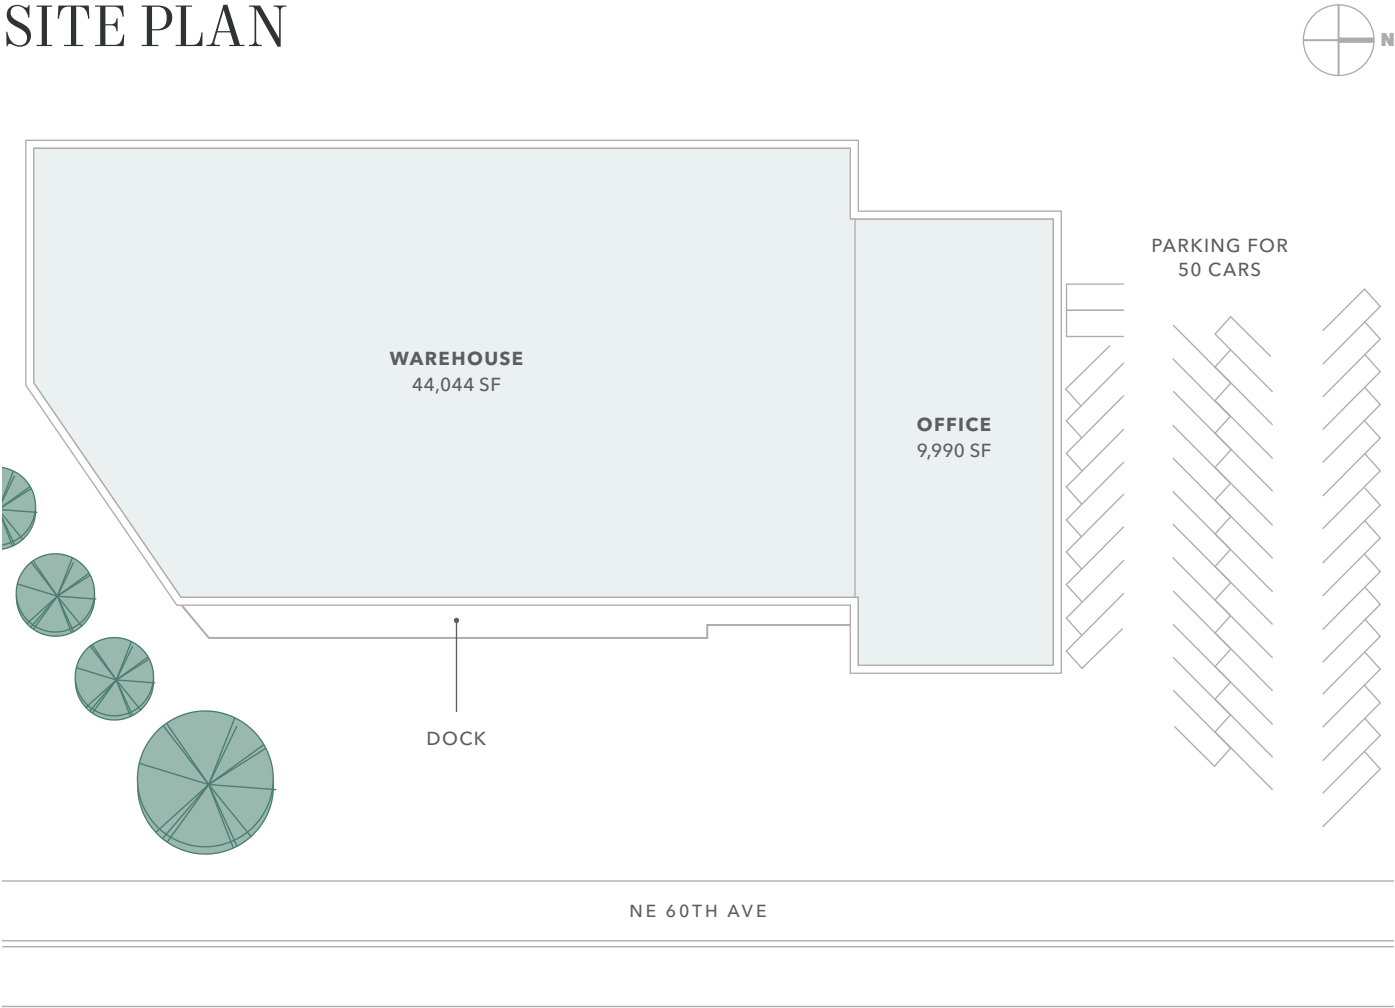 SITE PLAN
N
PARKING FOR
50 CARS
WAREHOUSE
44,044 SF
OFFICE
9,990 SF
DOCK
NE 60TH AVE